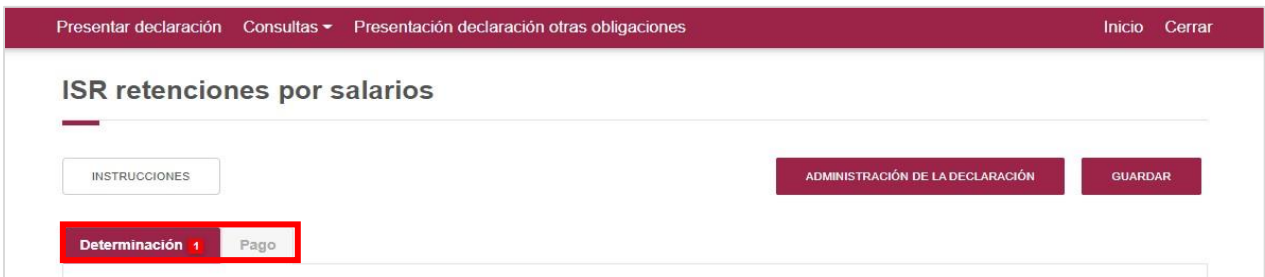 Presentar declaración Consultas Presentación declaración otras obligaciones Inicio Cerrar
ISR retenciones por salarios
INSTRUCCIONES ADMINISTRACIÓN DE LA DECLARACIÓN GUARDAR
Determinación 1 Pago